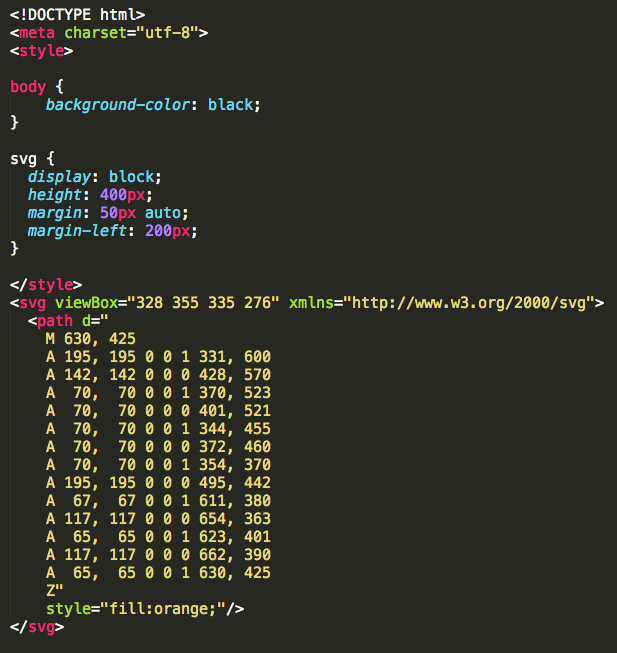 <!DOCTYPE html>
<meta charset="utf-8">
<style>
body {
background-color: black;
}
svg {
display: block;
height: 400px;
margin: 50px auto;
margin-left: 200px;
}
</style>
<svg viewBox="328 355 335 276" xmlns="http://www.w3.org/2000/svg">
<path d="
M 630, 425
A 195, 195 0 0 1 331, 600
A 142, 142 0 0 0 428, 570
A  70,  70 0 0 1 370, 523
A  70,  70 0 0 0 401, 521
A  70,  70 0 0 1 344, 455
A  70,  70 0 0 0 372, 460
A  70,  70 0 0 1 354, 370
A 195, 195 0 0 0 495, 442
A  67,  67 0 0 1 611, 380
A 117, 117 0 0 0 654, 363
A  65,  65 0 0 1 623, 401
A 117, 117 0 0 0 662, 390
A  65,  65 0 0 1 630, 425
Z"
style="fill:orange;"/>
</svg>